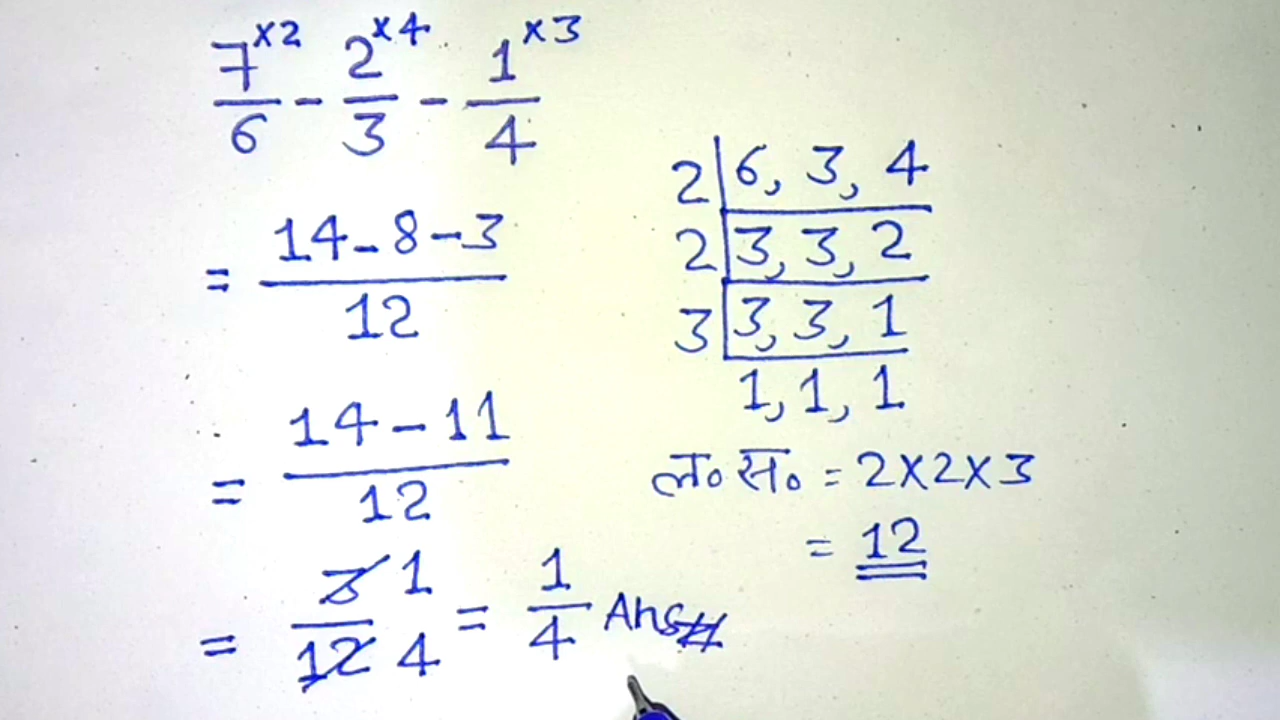 7×2/6 - 2×4/3 - 1×3/4
= 14-8-3/12
= 14-11/12
= 3/12 1/4 = 1/4 Ans
2 | 6, 3, 4
2 | 3, 3, 2
3 | 3, 3, 1
1, 1, 1
ल० स० = 2×2×3
= 12